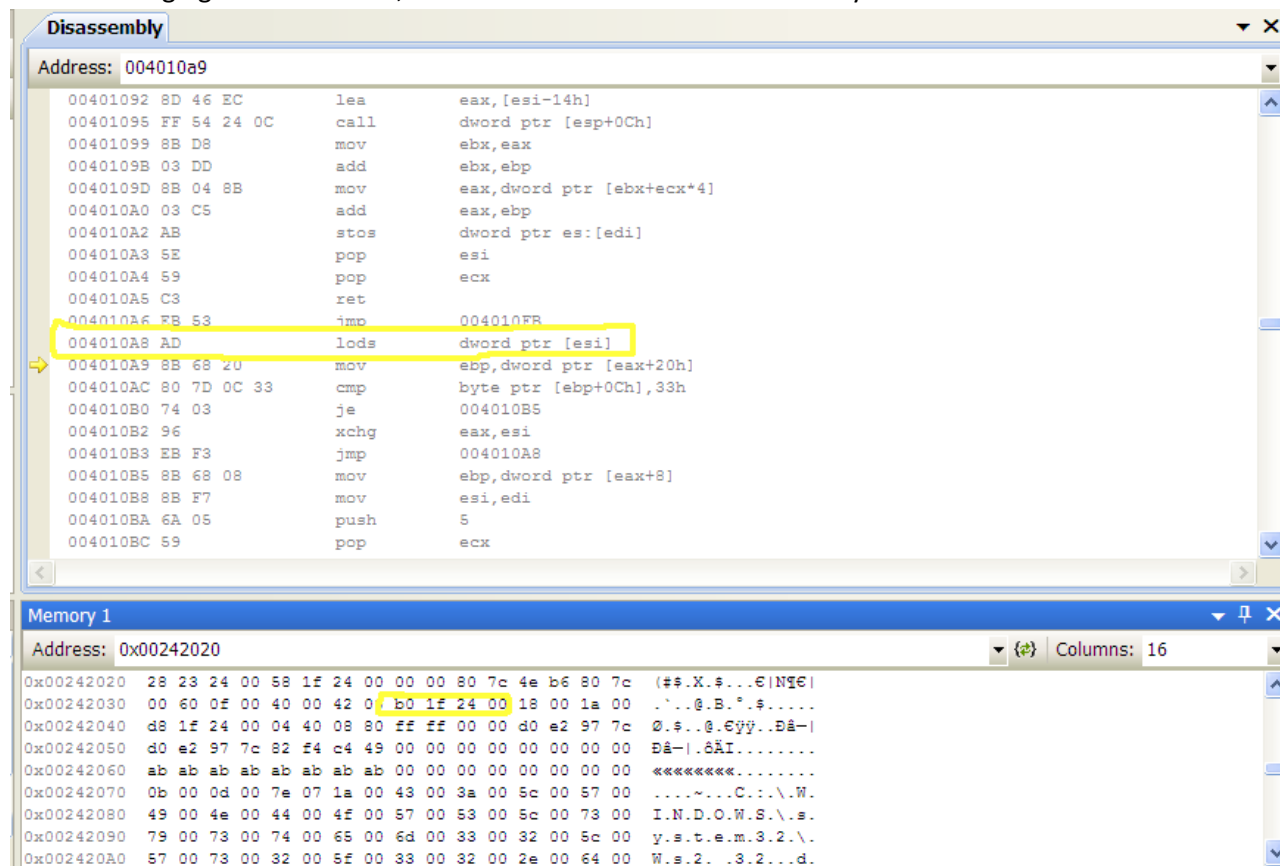 Disassembly
Address: 004010a9
00401092 8D 46 EC lea eax,[esi-14h]
00401095 FF 54 24 0C call dword ptr [esp+0Ch]
00401099 8B D8 mov ebx,eax
0040109B 03 DD add ebx,ebp
0040109D 8B 04 8B mov eax,dword ptr [ebx+ecx*4]
004010A0 03 C5 add eax,ebp
004010A2 AB stos dword ptr es:[edi]
004010A3 5E pop esi
004010A4 59 pop ecx
004010A5 C3 ret
004010A6 EB 53 jmp 004010FB
004010A8 AD lods dword ptr [esi]
004010A9 8B 68 20 mov ebp,dword ptr [eax+20h]
004010AC 80 7D 0C 33 cmp byte ptr [ebp+0Ch],33h
004010B0 74 03 je 004010B5
004010B2 96 xchg eax,esi
004010B3 EB F3 jmp 004010A8
004010B5 8B 68 08 mov ebp,dword ptr [eax+8]
004010B8 8B F7 mov esi,edi
004010BA 6A 05 push 5
004010BC 59 pop ecx
Memory 1
Address: 0x00242020 Columns: 16
0x00242020 28 23 24 00 58 1f 24 00 00 00 80 7c 4e b6 80 7c (#$.X.$...€|N¶€|
0x00242030 00 60 0f 00 40 00 42 b0 1f 24 00 18 00 1a 00 .`..@.B.°.$.....
0x00242040 d8 1f 24 00 04 40 08 80 ff ff 00 00 d0 e2 97 7c Ø.$..@.€ÿÿ..Ðâ—|
0x00242050 d0 e2 97 7c 82 f4 c4 49 00 00 00 00 00 00 00 00 Ðâ—|.ôÄI........
0x00242060 ab ab ab ab ab ab ab ab 00 00 00 00 00 00 00 00 ««««««««........
0x00242070 0b 00 0d 00 7e 07 1a 00 43 00 3a 00 5c 00 57 00 ....~...C.:.\.W.
0x00242080 49 00 4e 00 44 00 4f 00 57 00 53 00 5c 00 73 00 I.N.D.O.W.S.\.s.
0x00242090 79 00 73 00 74 00 65 00 6d 00 33 00 32 00 5c 00 y.s.t.e.m.3.2.\.
0x002420A0 57 00 73 00 32 00 5f 00 33 00 32 00 2e 00 64 00 W.s.2._.3.2...d.